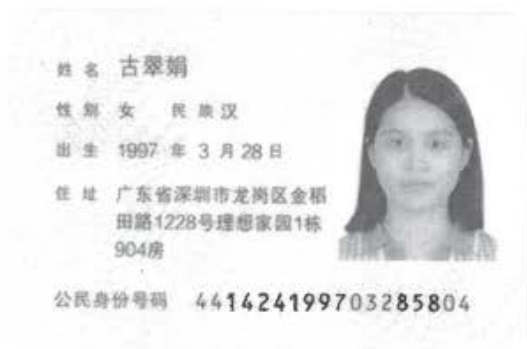 姓名 古翠娟
性别 女 民族 汉
出生 1997 年 3 月 28 日
住址 广东省深圳市龙岗区金稻
田路1228号理想家园1栋
904房
公民身份号码 441424199703285804